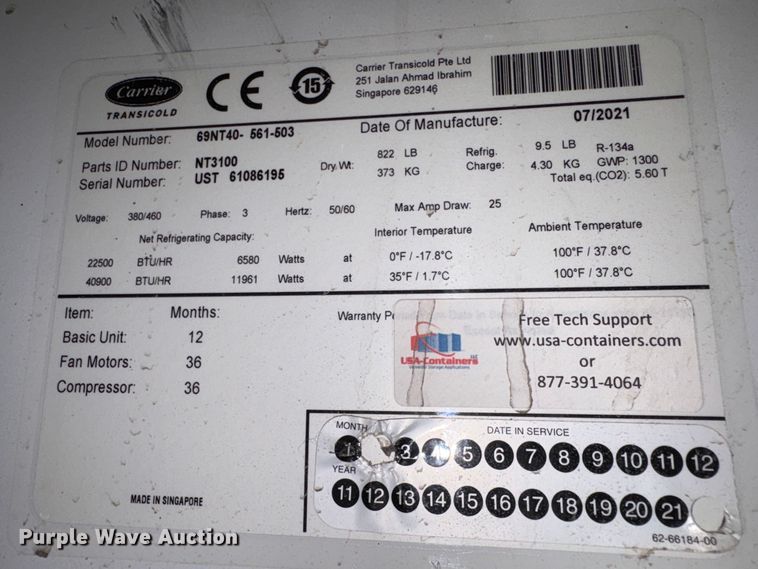 Carrier
TRANSICOLD
CE
15
Carrier Transicold Pte Ltd
251 Jalan Ahmad Ibrahim
Singapore 629146
Model Number: 69NT40- 561-503 Date Of Manufacture: 07/2021
Parts ID Number: NT3100
Serial Number: UST 61086195
Dry. Wt: 822 LB
373 KG
Refrig. 9.5 LB R-134a
Charge: 4.30 KG GWP: 1300
Total eq.(CO2): 5.60 T
Voltage: 380/460 Phase: 3 Hertz: 50/60 Max Amp Draw: 25
Net Refrigerating Capacity: Interior Temperature Ambient Temperature
22500 BTU/HR 6580 Watts at 0°F / -17.8°C 100°F / 37.8°C
40900 BTU/HR 11961 Watts at 35°F / 1.7°C 100°F / 37.8°C
Item: Months: Warranty
Basic Unit: 12
Fan Motors: 36
Compressor: 36
USA-Containers
Free Tech Support
www.usa-containers.com
or
877-391-4064
MONTH DATE IN SERVICE
1 3 4 5 6 7 8 9 10 11 12
YEAR
11 12 13 14 15 16 17 18 19 20 21
MADE IN SINGAPORE
62-66184-00
Purple Wave Auction